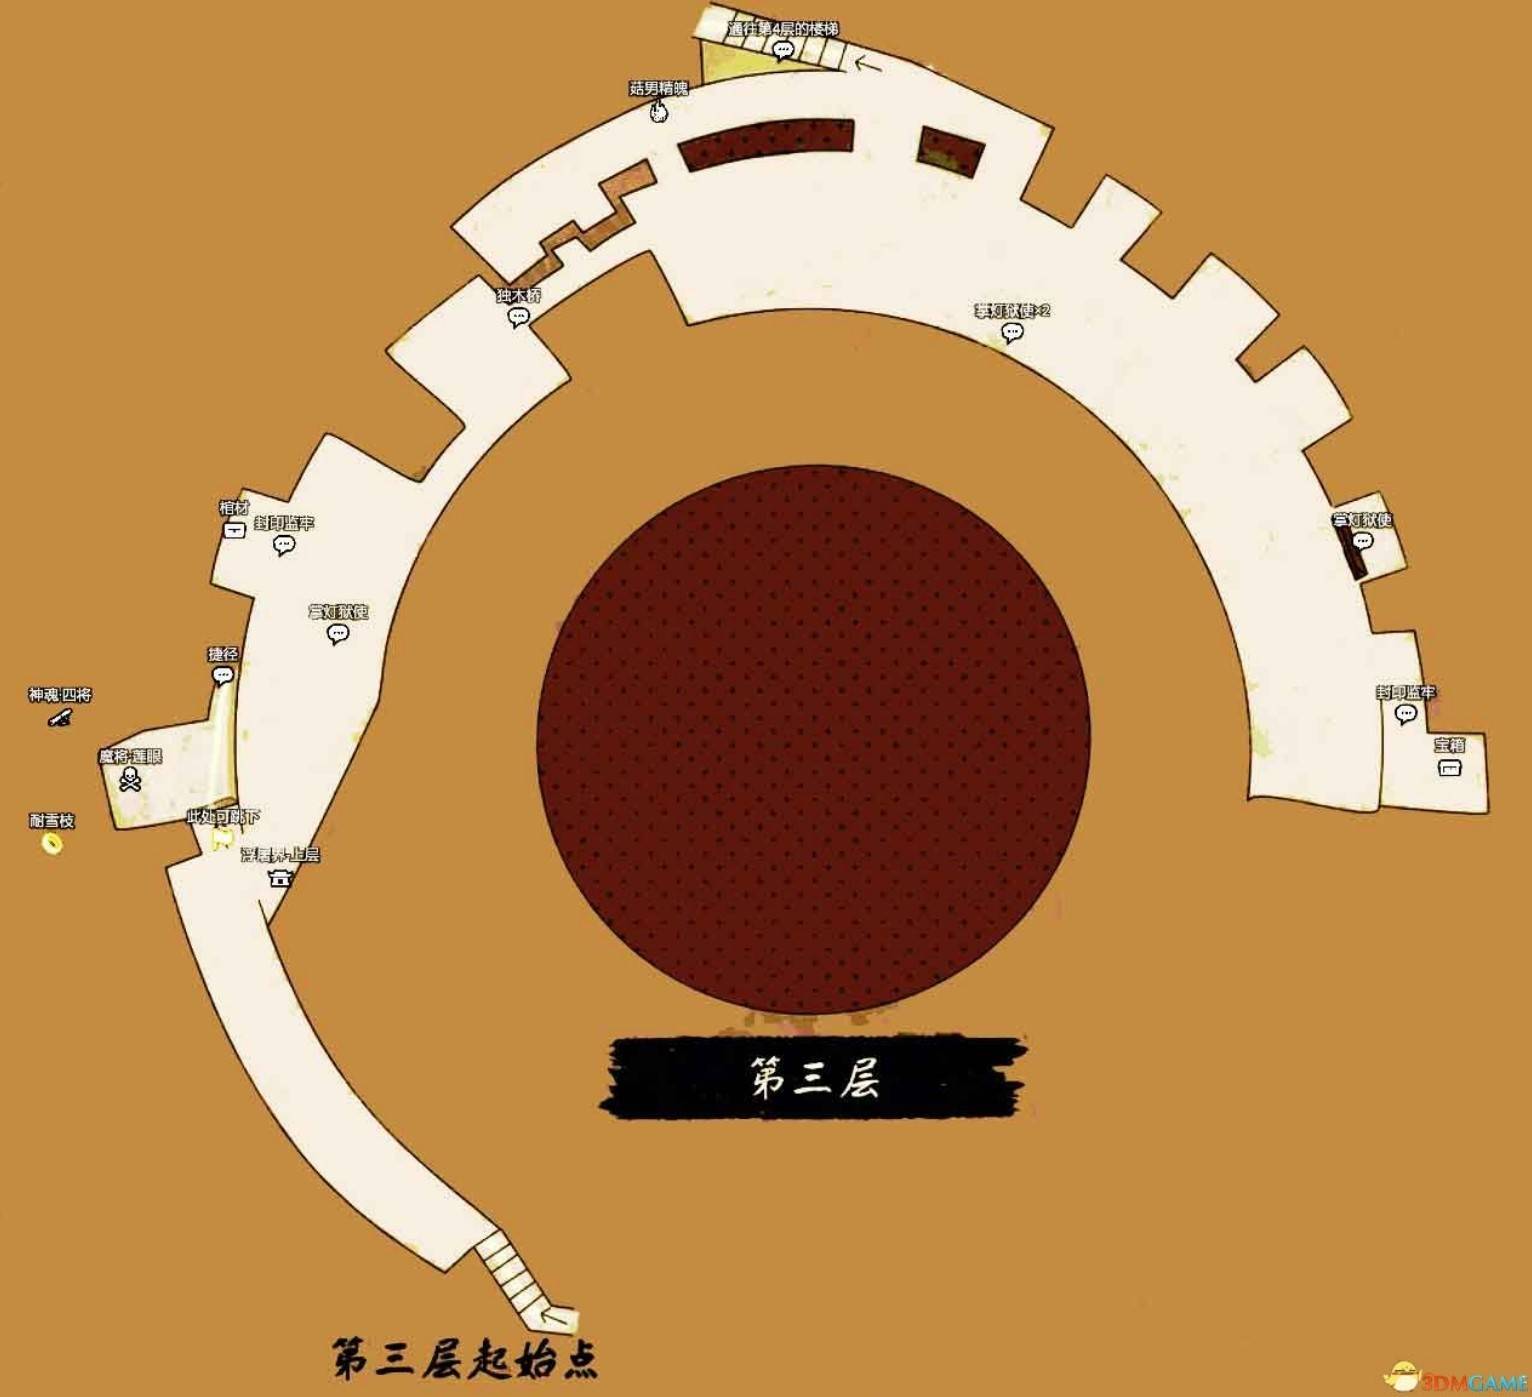 通往第4层的楼梯
菇男精魄
独木桥
掌灯狱使×2
棺材
封印监牢
掌灯狱使
掌灯狱使
捷径
神魂·四将
封印监牢
魔将·莲眼
宝箱
耐雪枝
此处可跳下
浮屠界-上层
第三层
第三层起始点
3DMGAME